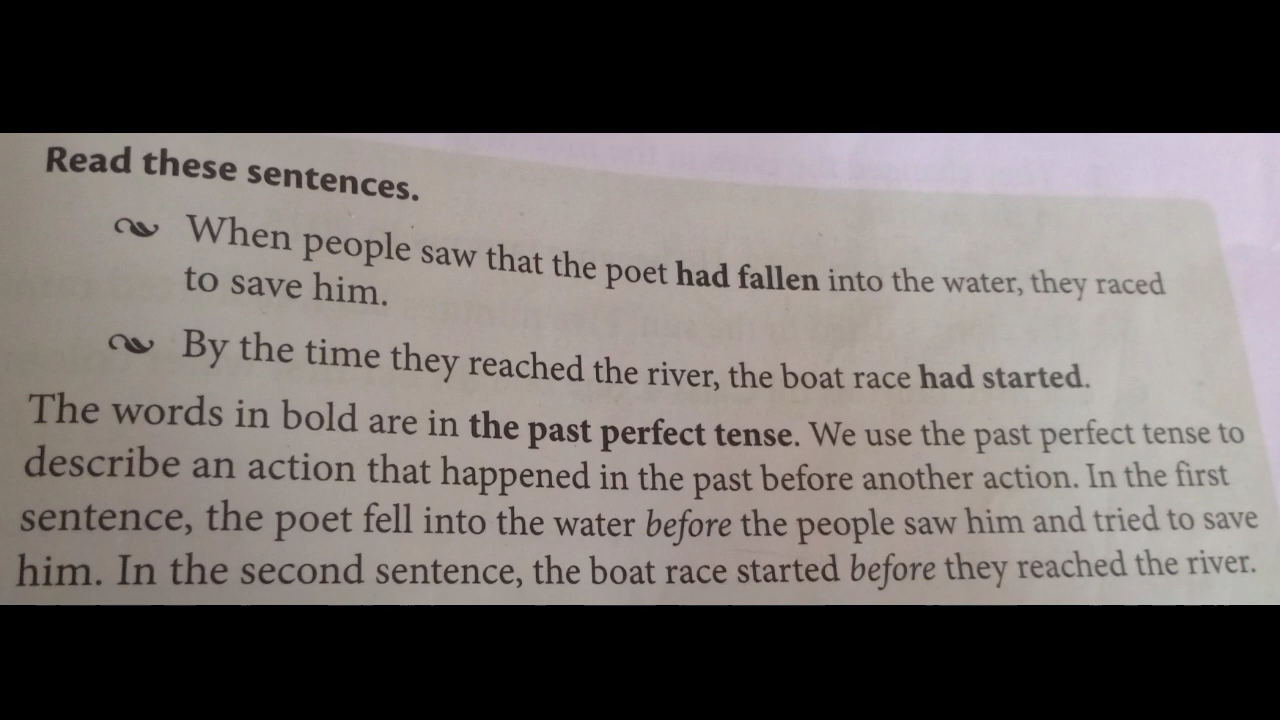 Read these sentences.
When people saw that the poet had fallen into the water, they raced
to save him.
By the time they reached the river, the boat race had started.
The words in bold are in the past perfect tense. We use the past perfect tense to
describe an action that happened in the past before another action. In the first
sentence, the poet fell into the water before the people saw him and tried to save
him. In the second sentence, the boat race started before they reached the river.